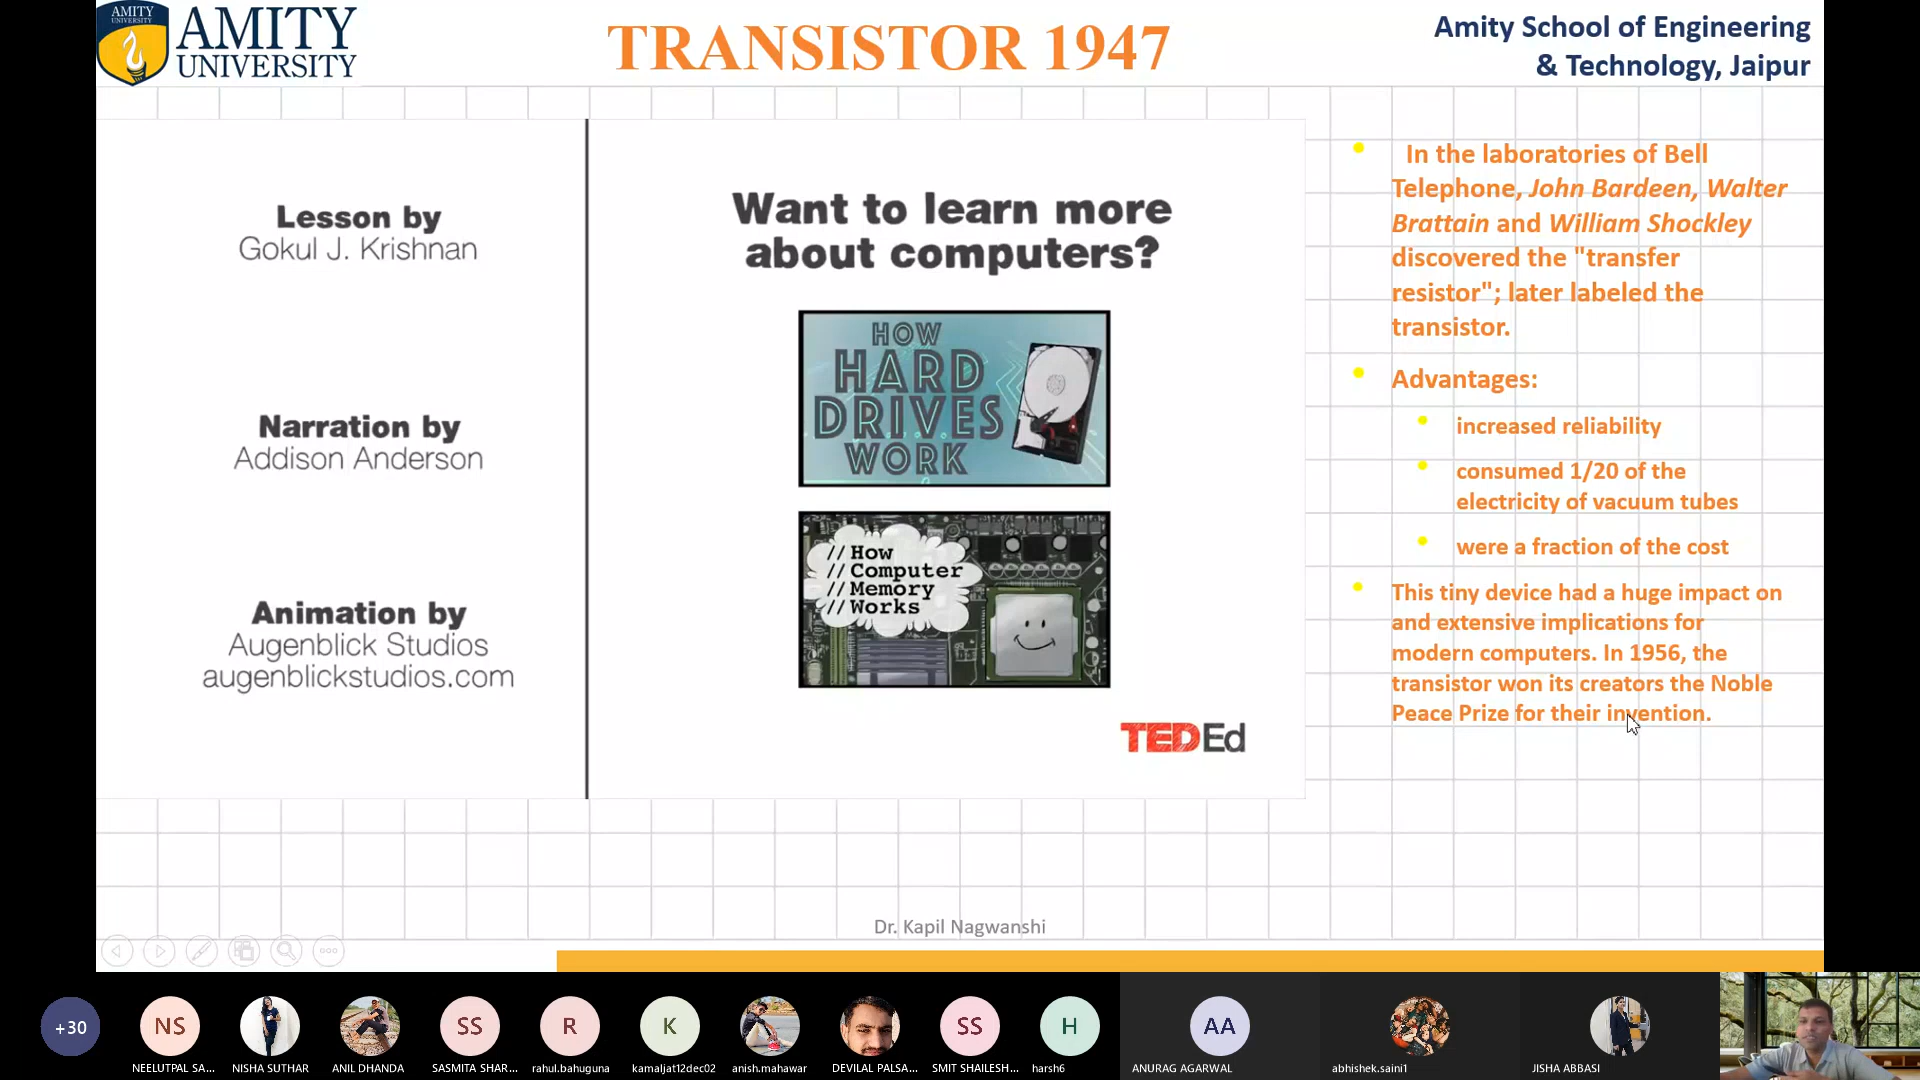 AMITY
UNIVERSITY
AMITY
UNIVERSITY
TRANSISTOR 1947
Amity School of Engineering
& Technology, Jaipur
Lesson by
Gokul J. Krishnan
Narration by
Addison Anderson
Animation by
Augenblick Studios
augenblickstudios.com
Want to learn more
about computers?
HOW
HARD
DRIVES
WORK
// How
// Computer
// Memory
// Works
TEDEd
In the laboratories of Bell
Telephone, John Bardeen, Walter
Brattain and William Shockley
discovered the "transfer
resistor"; later labeled the
transistor.
Advantages:
increased reliability
consumed 1/20 of the
electricity of vacuum tubes
were a fraction of the cost
This tiny device had a huge impact on
and extensive implications for
modern computers. In 1956, the
transistor won its creators the Noble
Peace Prize for their invention.
Dr. Kapil Nagwanshi
+30
NS
SS
R
K
SS
H
AA
NEELUTPAL SA...
NISHA SUTHAR
ANIL DHANDA
SASMITA SHAR...
rahul.bahuguna
kamaljat12dec02
anish.mahawar
DEVILAL PALSA...
SMIT SHAILESH...
harsh6
ANURAG AGARWAL
abhishek.saini1
JISHA ABBASI